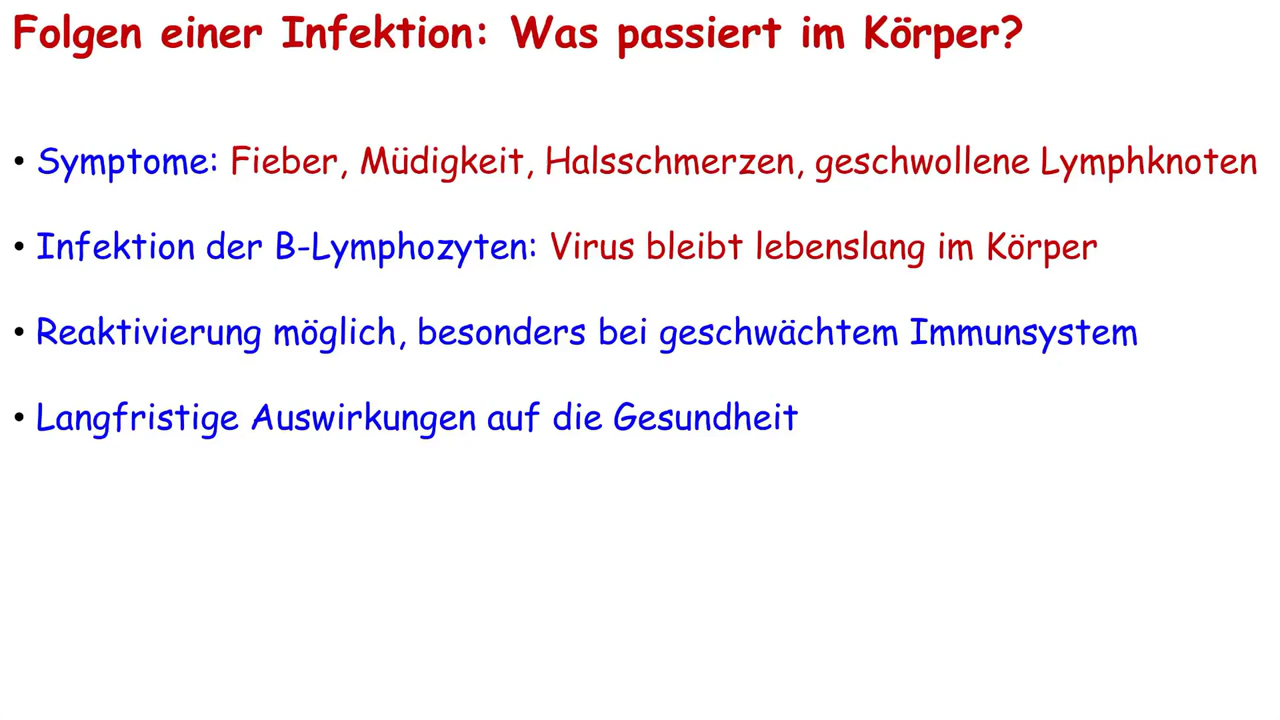 Folgen einer Infektion: Was passiert im Körper?
• Symptome: Fieber, Müdigkeit, Halsschmerzen, geschwollene Lymphknoten
• Infektion der B-Lymphozyten: Virus bleibt lebenslang im Körper
• Reaktivierung möglich, besonders bei geschwächtem Immunsystem
• Langfristige Auswirkungen auf die Gesundheit